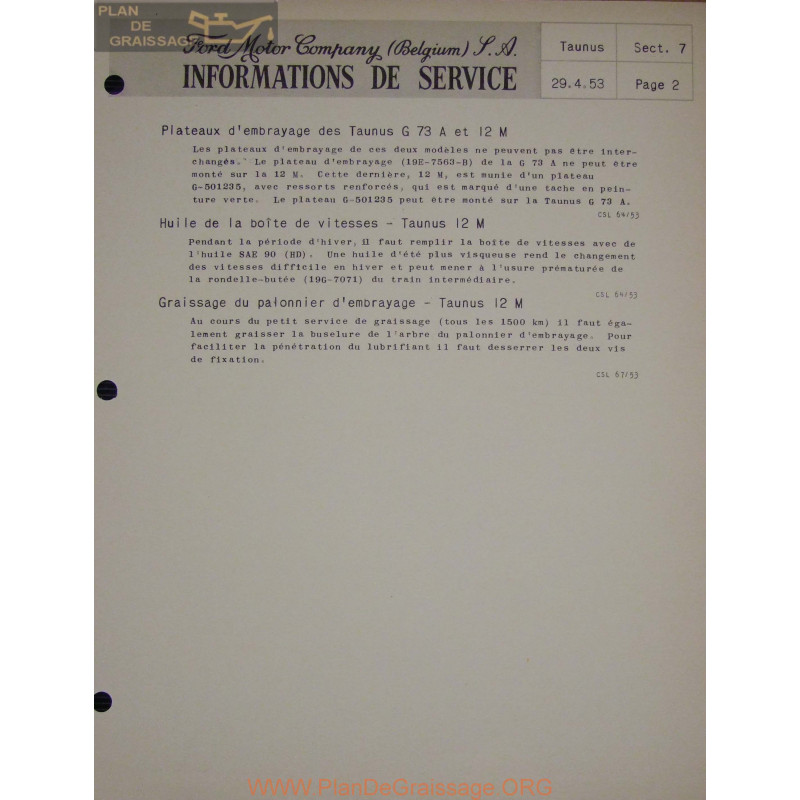 PLAN
DE
GRAISSAGE
Ford Motor Company (Belgium) S.A.
INFORMATIONS DE SERVICE
Taunus
Sect. 7
29.4.53
Page 2
Plateaux d'embrayage des Taunus G 73 A et 12 M
Les plateaux d'embrayage de ces deux modèles ne peuvent pas être inter-
changés. Le plateau d'embrayage (19E-7563-B) de la G 73 A ne peut être
monté sur la 12 M. Cette dernière, 12 M, est munie d'un plateau
G-501235, avec ressorts renforcés, qui est marqué d'une tache en pein-
ture verte. Le plateau G-501235 peut être monté sur la Taunus G 73 A.
CSL 64/53
Huile de la boîte de vitesses - Taunus 12 M
Pendant la période d'hiver, il faut remplir la boîte de vitesses avec de
l'huile SAE 90 (HD). Une huile d'été plus visqueuse rend le changement
des vitesses difficile en hiver et peut mener à l'usure prématurée de
la rondelle-butée (19G-7071) du train intermédiaire.
CSL 64/53
Graissage du palonnier d'embrayage - Taunus 12 M
Au cours du petit service de graissage (tous les 1500 km) il faut éga-
lement graisser la buselure de l'arbre du palonnier d'embrayage. Pour
faciliter la pénétration du lubrifiant il faut desserrer les deux vis
de fixation.
CSL 67/53
www.PlanDeGraissage.ORG